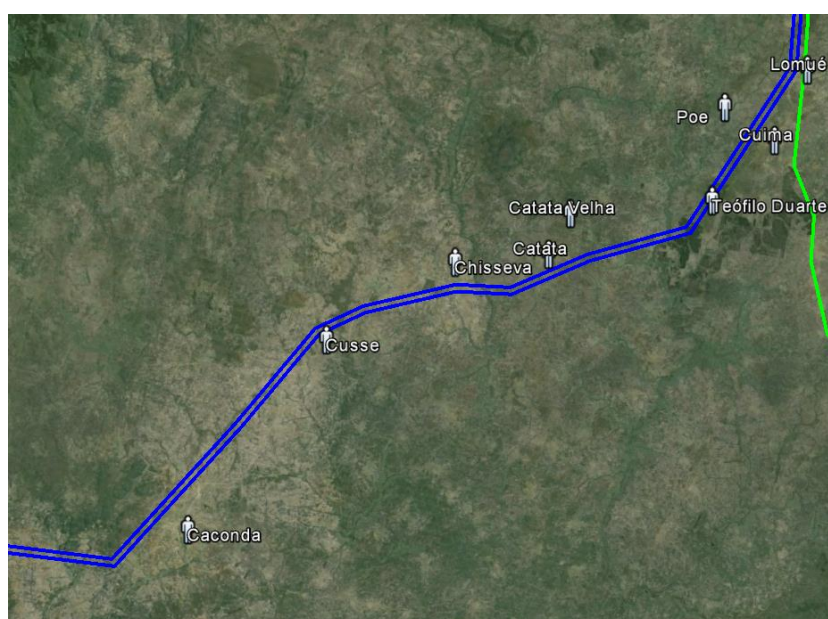 Lomué
Poe
Cuima
Teófilo Duarte
Catata Velha
Catata
Chisseva
Cusse
Caconda